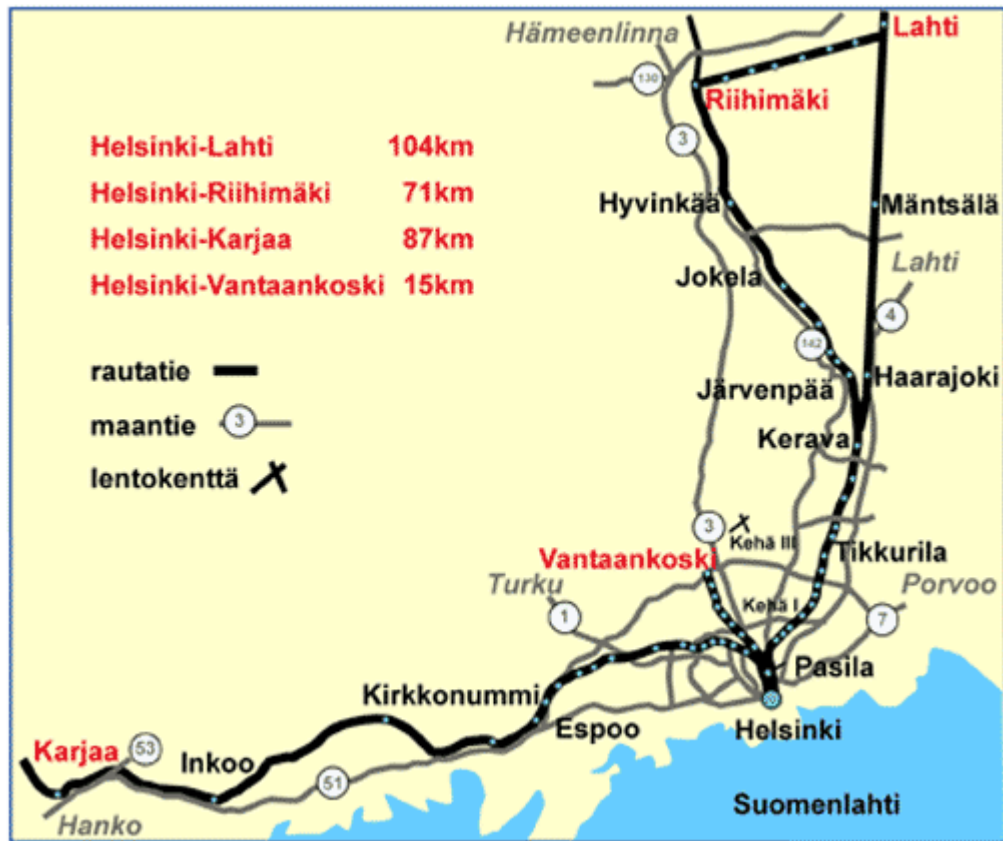 Lahti
Hämeenlinna
130
Riihimäki
3
Helsinki-Lahti 104km
Helsinki-Riihimäki 71km
Helsinki-Karjaa 87km
Helsinki-Vantaankoski 15km
Hyvinkää
Mäntsälä
Lahti
Jokela
4
142
rautatie
Järvenpää
Haarajoki
maantie 3
Kerava
lentokenttä
3
Kehä III
Tikkurila
Vantaankoski
Turku
Porvoo
Kehä I
1
7
Pasila
Kirkkonummi
Espoo
Helsinki
Karjaa
53
Inkoo
51
Suomenlahti
Hanko